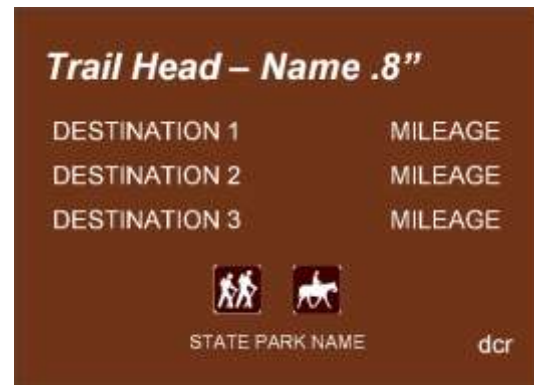 Trail Head – Name .8”
DESTINATION 1 MILEAGE
DESTINATION 2 MILEAGE
DESTINATION 3 MILEAGE
STATE PARK NAME
dcr